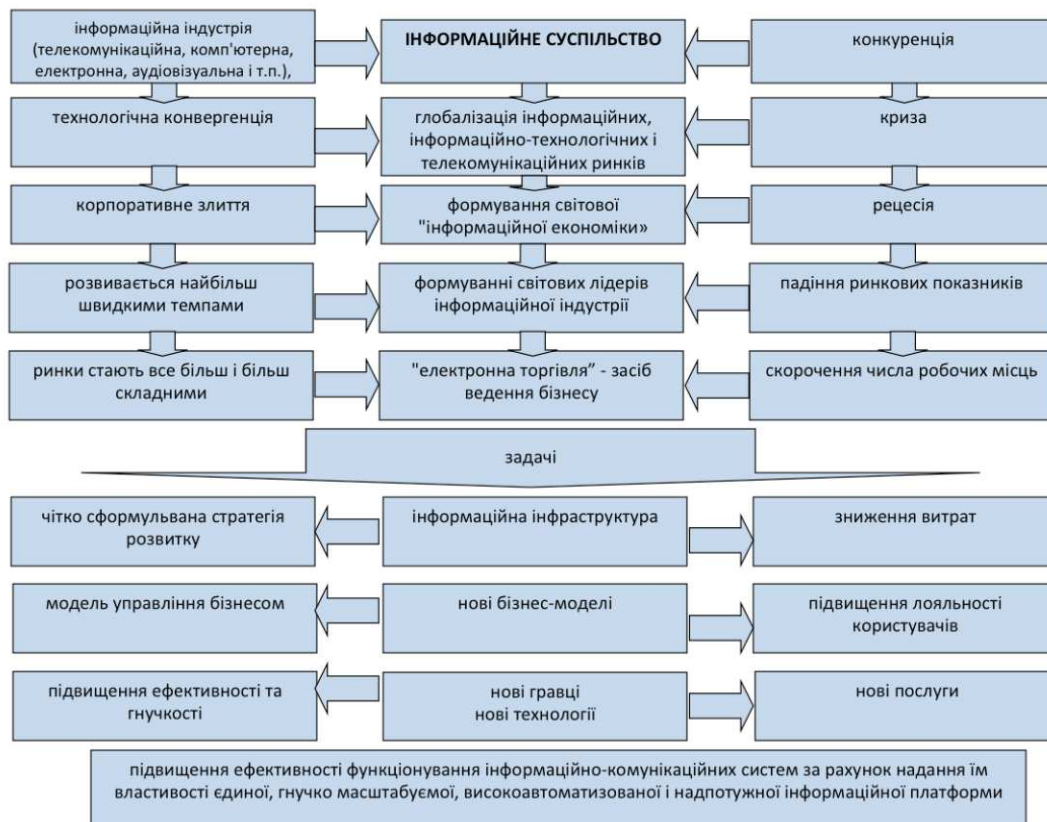 інформаційна індустрія
(телекомунікаційна, комп'ютерна,
електронна, аудіовізуальна і т.п.),
ІНФОРМАЦІЙНЕ СУСПІЛЬСТВО
конкуренція
технологічна конвергенція
глобалізація інформаційних,
інформаційно-технологічних і
телекомунікаційних ринків
криза
корпоративне злиття
формування світової
"інформаційної економіки»
рецесія
розвивається найбільш
швидкими темпами
формуванні світових лідерів
інформаційної індустрії
падіння ринкових показників
ринки стають все більш і більш
складними
"електронна торгівля” - засіб
ведення бізнесу
скорочення числа робочих місць
задачі
чітко сформульвана стратегія
розвитку
інформаційна інфраструктура
зниження витрат
модель управління бізнесом
нові бізнес-моделі
підвищення лояльності
користувачів
підвищення ефективності та
гнучкості
нові гравці
нові технології
нові послуги
підвищення ефективності функціонування інформаційно-комунікаційних систем за рахунок надання їм
властивості єдиної, гнучко масштабуємої, високоавтоматизованої і надпотужної інформаційної платформи